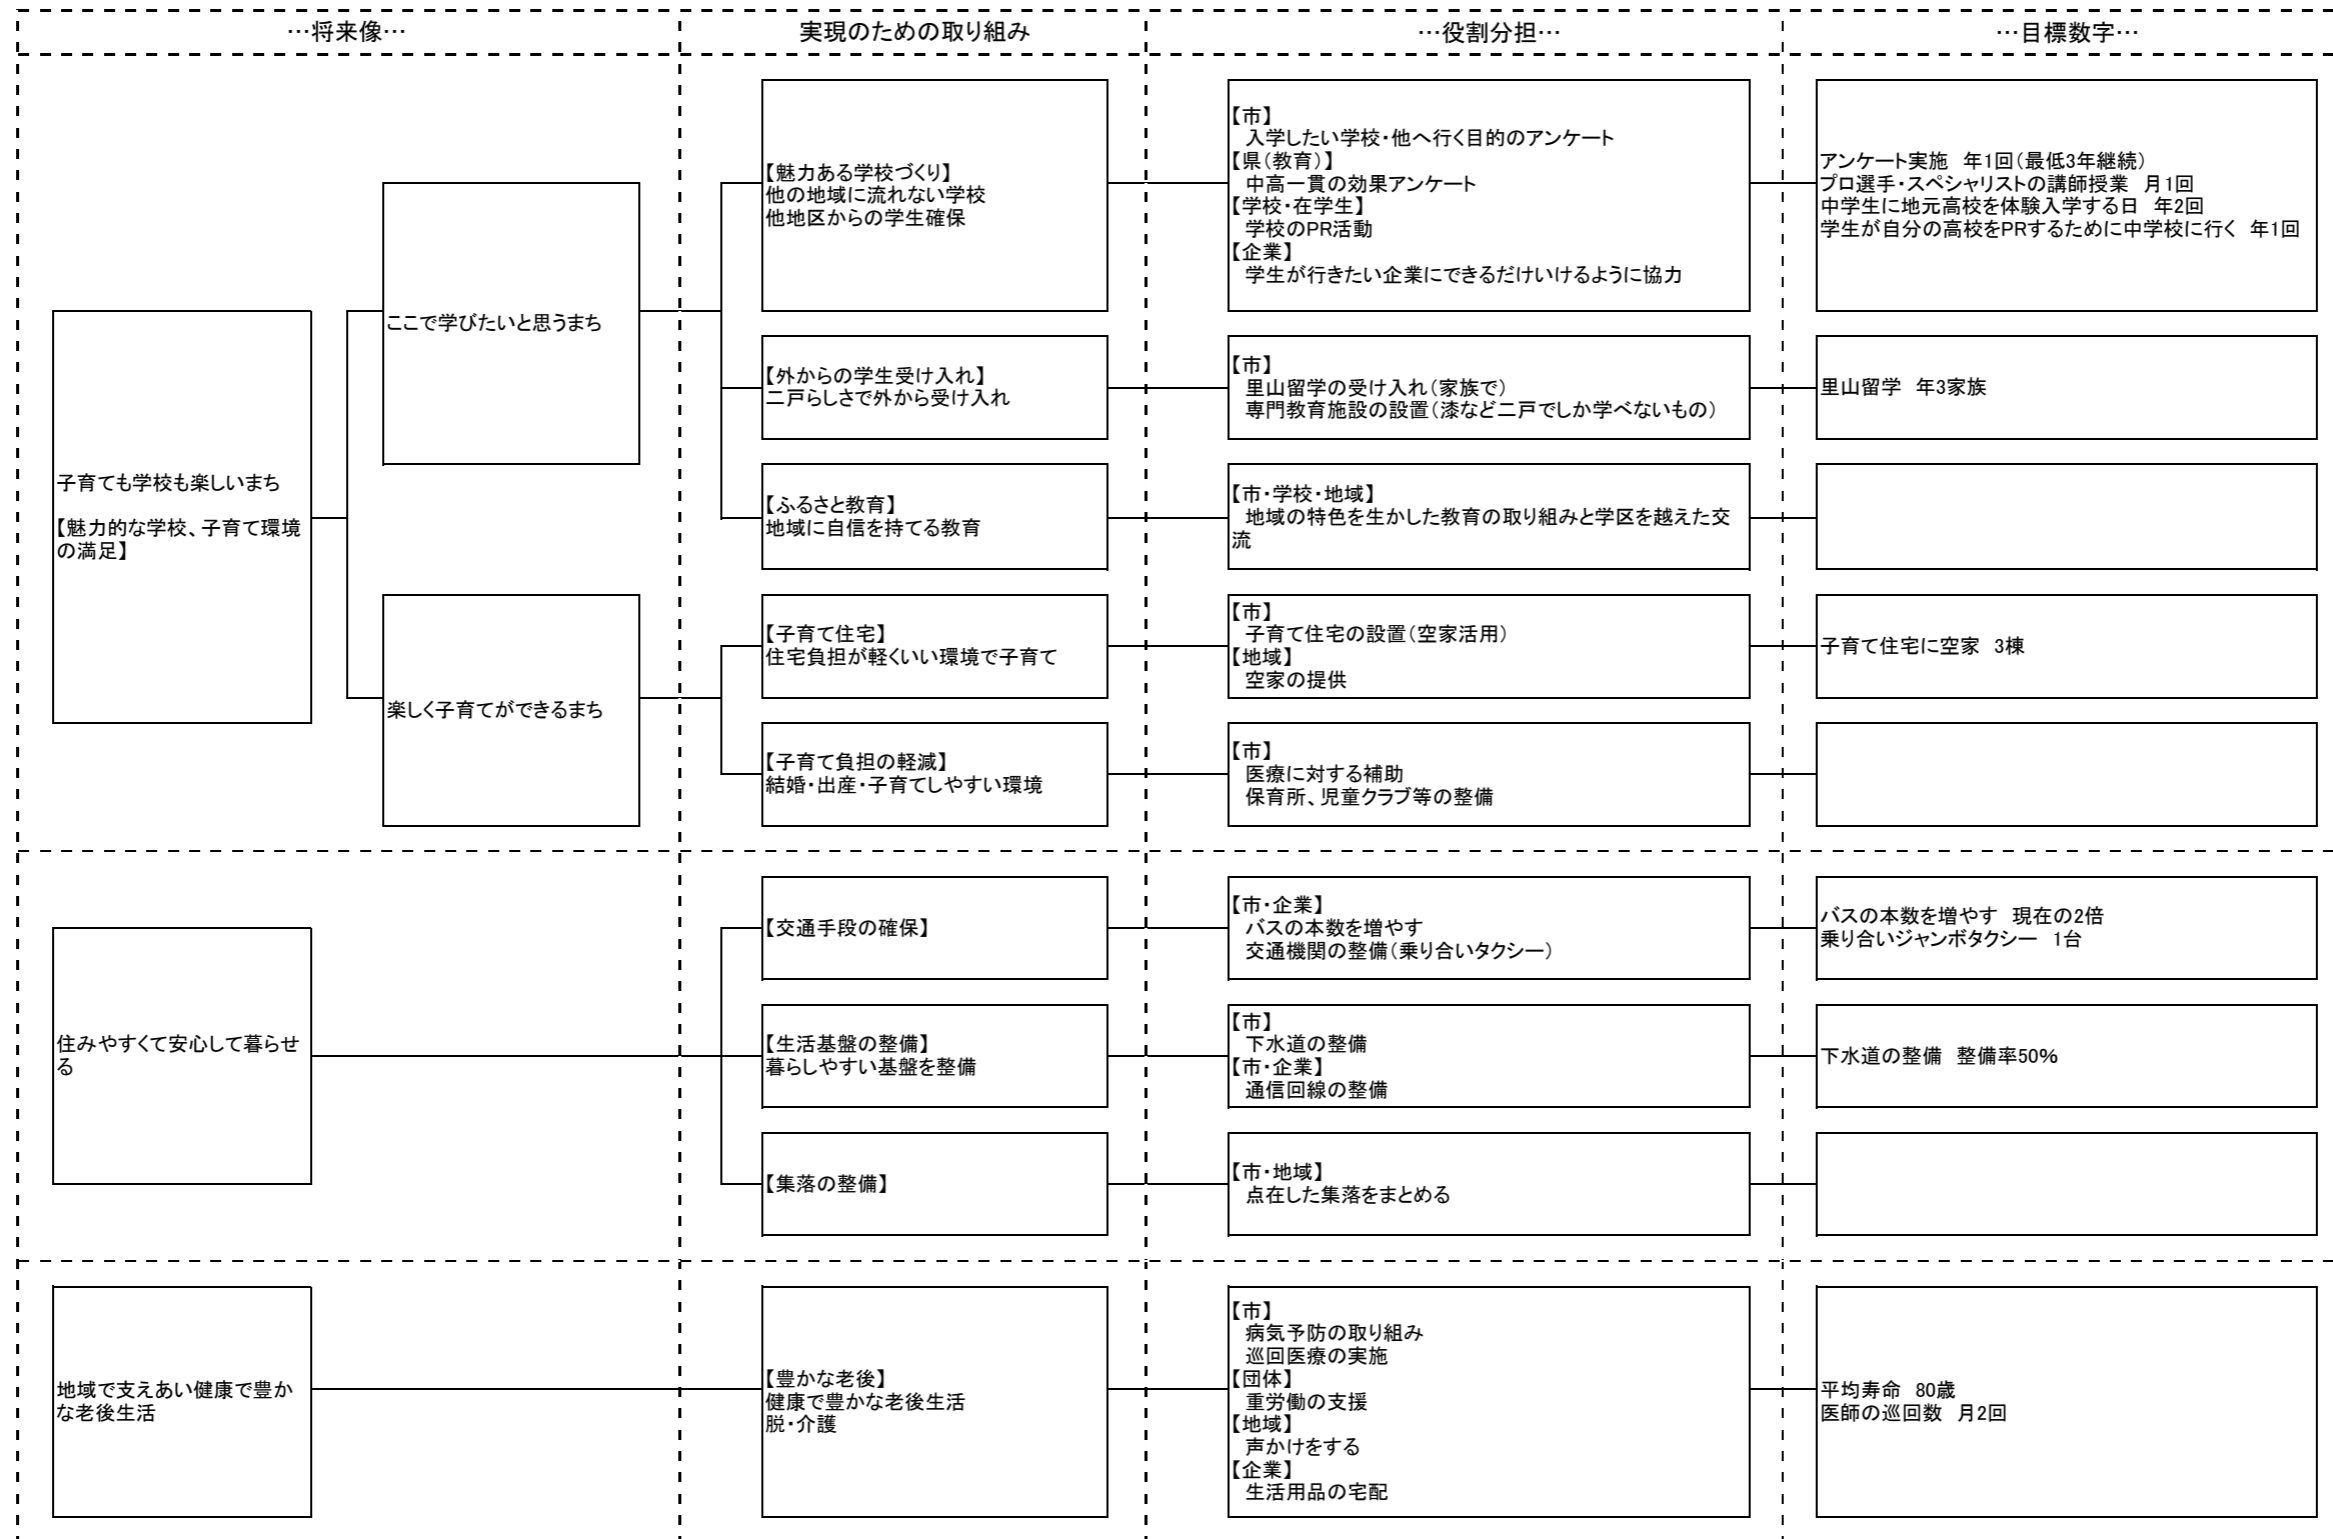 …将来像…
実現のための取り組み
…役割分担…
…目標数字…
子育ても学校も楽しいまち
【魅力的な学校、子育て環境
の満足】
ここで学びたいと思うまち
【魅力ある学校づくり】
他の地域に流れない学校
他地区からの学生確保
【市】
入学したい学校・他へ行く目的のアンケート
【県（教育）】
中高一貫の効果アンケート
【学校・在学生】
学校のPR活動
【企業】
学生が行きたい企業にできるだけいけるように協力
アンケート実施　年1回（最低3年継続）
プロ選手・スペシャリストの講師授業　月1回
中学生に地元高校を体験入学する日　年2回
学生が自分の高校をPRするために中学校に行く　年1回
【外からの学生受け入れ】
二戸らしさで外から受け入れ
【市】
里山留学の受け入れ（家族で）
専門教育施設の設置（漆など二戸でしか学べないもの）
里山留学　年3家族
【ふるさと教育】
地域に自信を持てる教育
【市・学校・地域】
地域の特色を生かした教育の取り組みと学区を越えた交
流
楽しく子育てができるまち
【子育て住宅】
住宅負担が軽くいい環境で子育て
【市】
子育て住宅の設置（空家活用）
【地域】
空家の提供
子育て住宅に空家　3棟
【子育て負担の軽減】
結婚・出産・子育てしやすい環境
【市】
医療に対する補助
保育所、児童クラブ等の整備
住みやすくて安心して暮らせ
る
【交通手段の確保】
【市・企業】
バスの本数を増やす
交通機関の整備（乗り合いタクシー）
バスの本数を増やす　現在の2倍
乗り合いジャンボタクシー　1台
【生活基盤の整備】
暮らしやすい基盤を整備
【市】
下水道の整備
【市・企業】
通信回線の整備
下水道の整備　整備率50％
【集落の整備】
【市・地域】
点在した集落をまとめる
地域で支えあい健康で豊か
な老後生活
【豊かな老後】
健康で豊かな老後生活
脱・介護
【市】
病気予防の取り組み
巡回医療の実施
【団体】
重労働の支援
【地域】
声かけをする
【企業】
生活用品の宅配
平均寿命　80歳
医師の巡回数　月2回